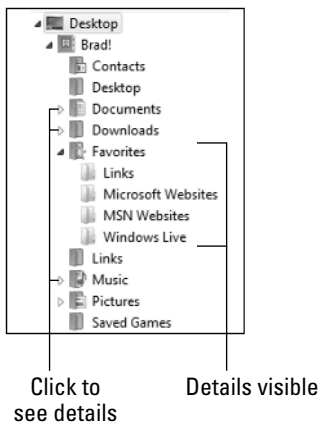 Desktop
Brad!
Contacts
Desktop
Documents
Downloads
Favorites
Links
Microsoft Websites
MSN Websites
Windows Live
Links
Music
Pictures
Saved Games
Click to
see details
Details visible